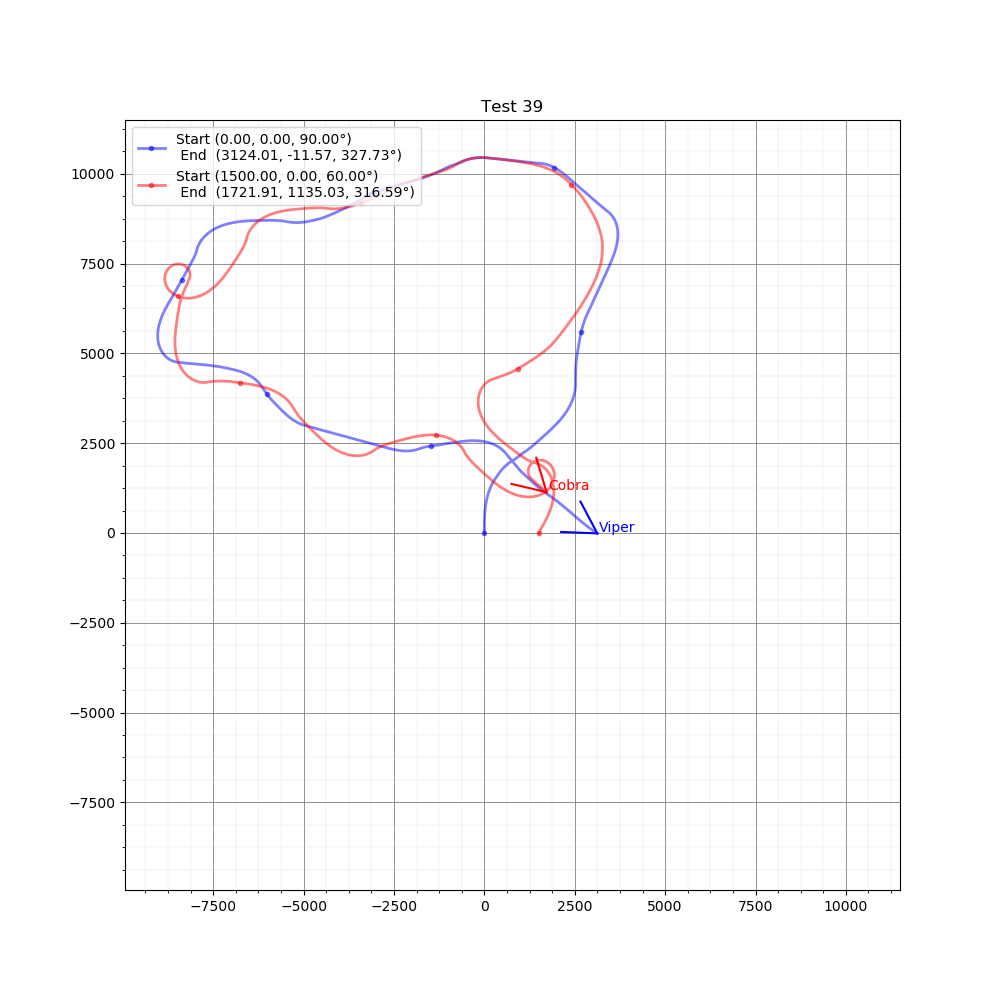 Test 39
Start (0.00, 0.00, 90.00°)
End  (3124.01, -11.57, 327.73°)
Start (1500.00, 0.00, 60.00°)
End  (1721.91, 1135.03, 316.59°)
10000
7500
5000
2500
0
−2500
−5000
−7500
Cobra
Viper
−7500
−5000
−2500
0
2500
5000
7500
10000